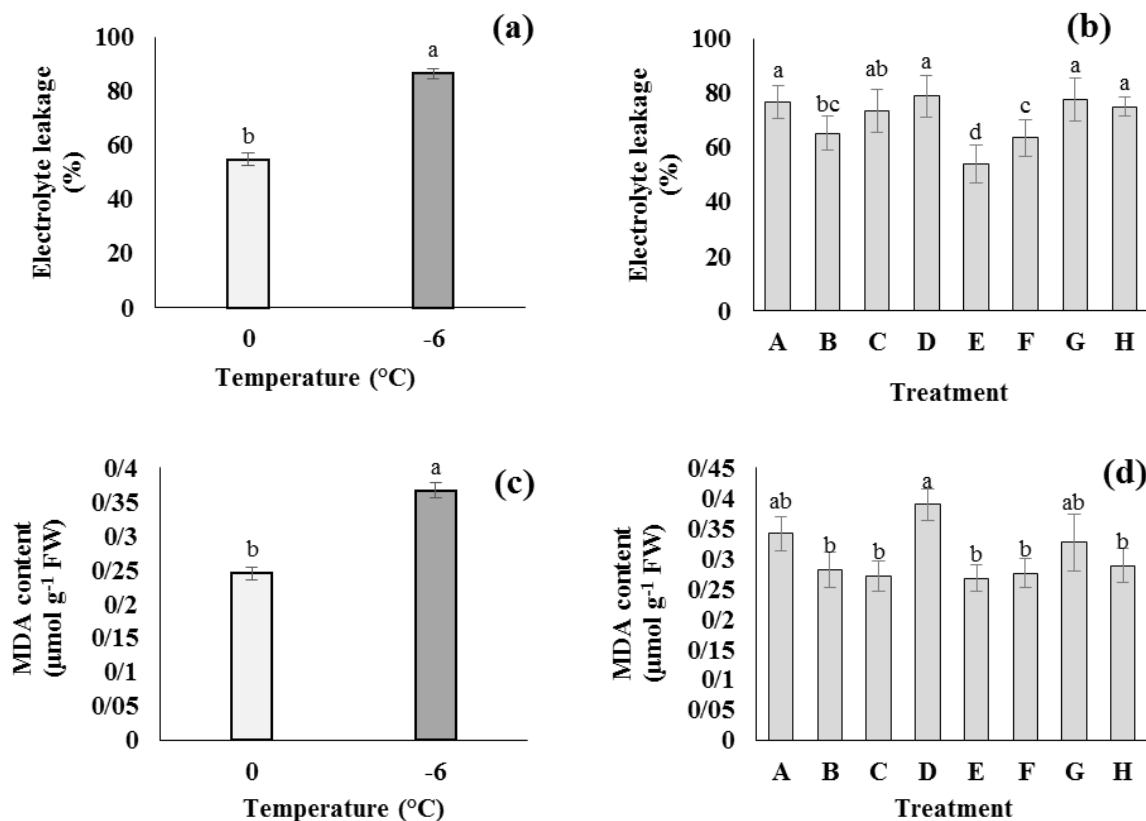 (a)
Electrolyte leakage
(%)
100
80
60
40
20
0
b
a
0
-6
Temperature (°C)
(b)
Electrolyte leakage
(%)
100
80
60
40
20
0
a
bc
ab
a
d
c
a
a
A B C D E F G H
Treatment
(c)
MDA content
(µmol g⁻¹ FW)
0/4
0/35
0/3
0/25
0/2
0/15
0/1
0/05
0
b
a
0
-6
Temperature (°C)
(d)
MDA content
(µmol g⁻¹ FW)
0/45
0/4
0/35
0/3
0/25
0/2
0/15
0/1
0/05
0
ab
b
b
a
b
b
ab
b
A B C D E F G H
Treatment